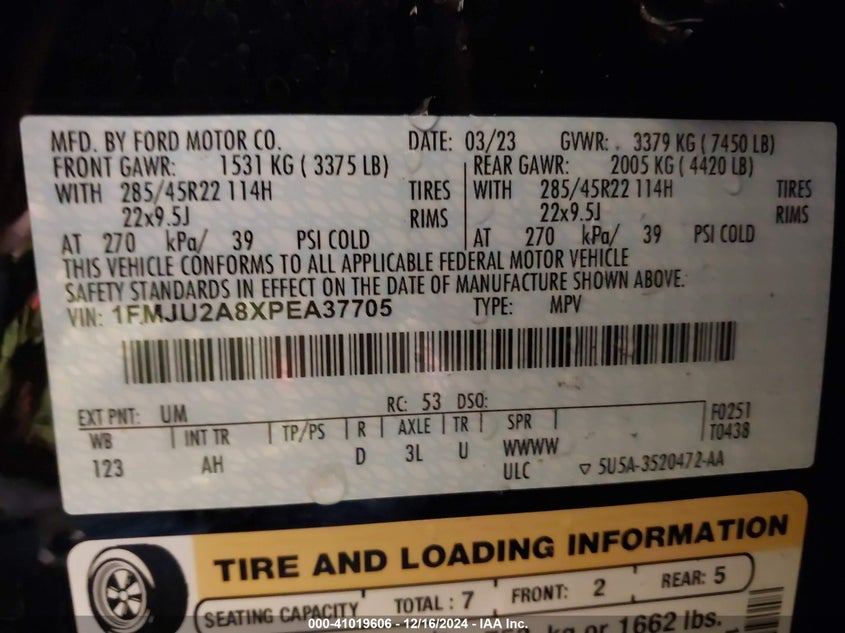 MFD. BY FORD MOTOR CO. DATE: 03/23 GVWR: 3379 KG ( 7450 LB)
FRONT GAWR: 1531 KG ( 3375 LB) REAR GAWR: 2005 KG ( 4420 LB)
WITH 285/45R22 114H TIRES WITH 285/45R22 114H TIRES
22x9.5J RIMS 22x9.5J RIMS
AT 270 kPa/ 39 PSI COLD AT 270 kPa/ 39 PSI COLD
THIS VEHICLE CONFORMS TO ALL APPLICABLE FEDERAL MOTOR VEHICLE
SAFETY STANDARDS IN EFFECT ON THE DATE OF MANUFACTURE SHOWN ABOVE.
VIN: 1FMJU2A8XPEA37705 TYPE: MPV
EXT PNT: UM RC: 53 DSO:
WB INT TR TP/PS R AXLE TR SPR F0251
T0438
123 AH D 3L U WWWW
ULC ▽ 5U5A-3520472-AA
TIRE AND LOADING INFORMATION
SEATING CAPACITY TOTAL : 7 FRONT: 2 REAR: 5
kg or 1662 lbs.
000-41019606 - 12/16/2024 - IAA Inc.